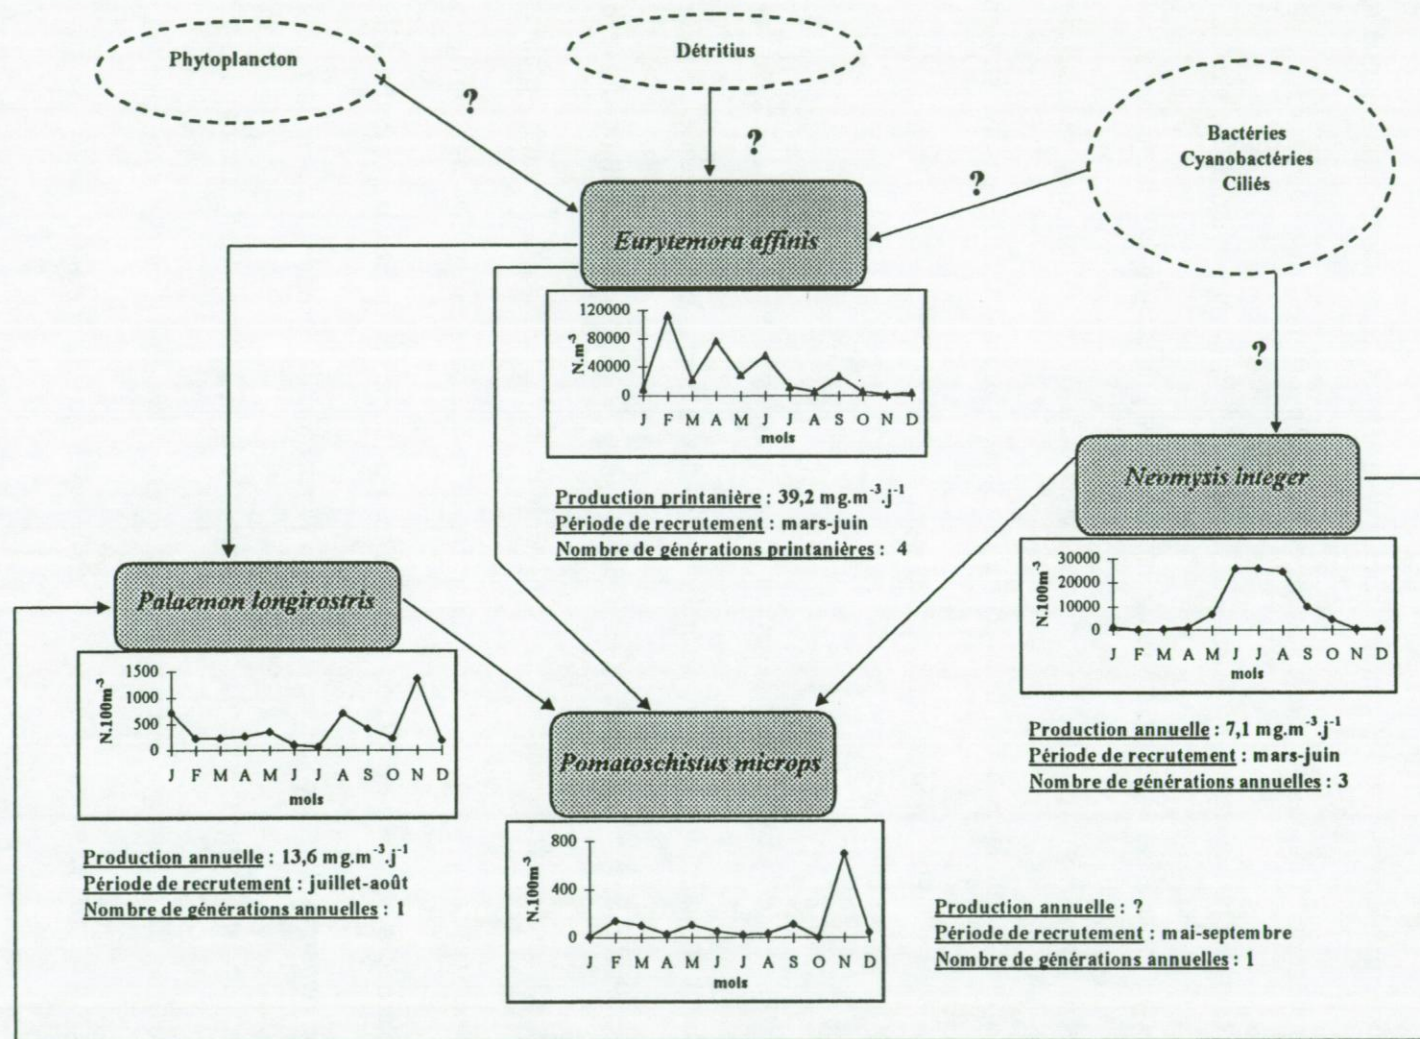 Phytoplancton
Détritius
Bactéries
Cyanobactéries
Ciliés
?
?
?
?
Eurytemora affinis
N.m⁻³
120000
80000
40000
0
J F M A M J J A S O N D
mois
Production printanière : 39,2 mg.m⁻³.j⁻¹
Période de recrutement : mars-juin
Nombre de générations printanières : 4
Neomysis integer
N.100m⁻³
30000
20000
10000
0
J F M A M J J A S O N D
mois
Production annuelle : 7,1 mg.m⁻³.j⁻¹
Période de recrutement : mars-juin
Nombre de générations annuelles : 3
Palaemon longirostris
N.100m⁻³
1500
1000
500
0
J F M A M J J A S O N D
mois
Production annuelle : 13,6 mg.m⁻³.j⁻¹
Période de recrutement : juillet-août
Nombre de générations annuelles : 1
Pomatoschistus microps
N.100m⁻³
800
400
0
J F M A M J J A S O N D
mois
Production annuelle : ?
Période de recrutement : mai-septembre
Nombre de générations annuelles : 1